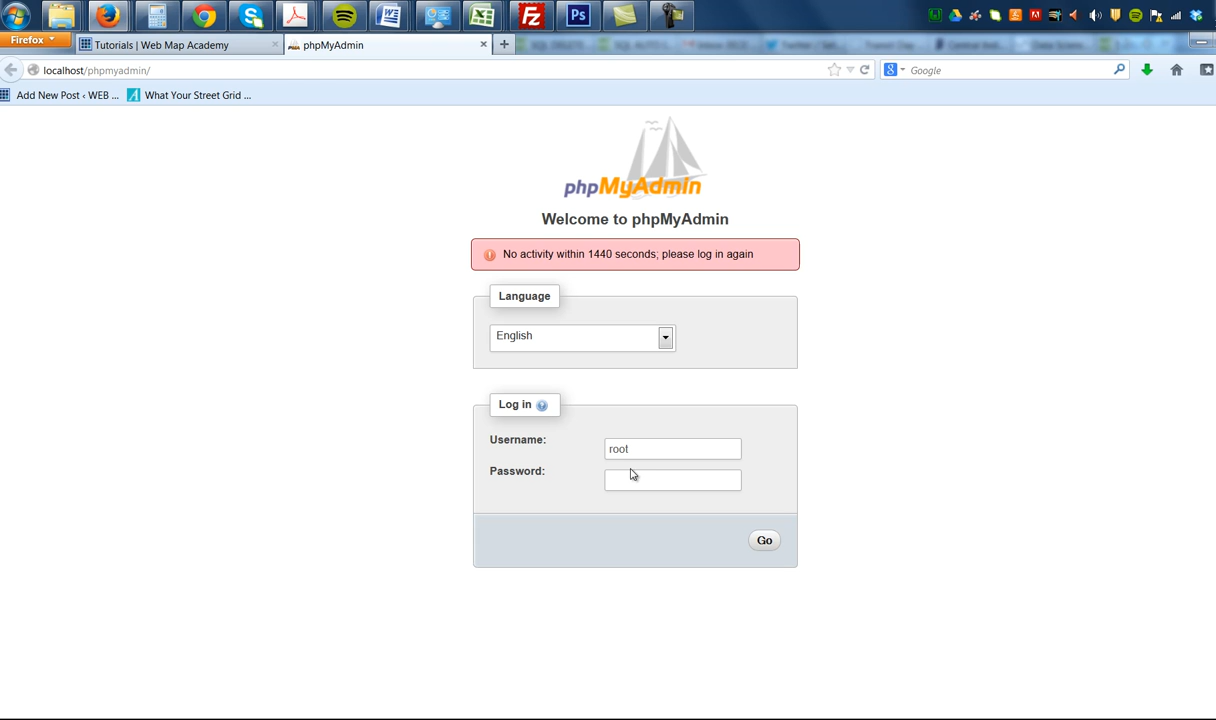 Firefox
Tutorials | Web Map Academy
phpMyAdmin
localhost/phpmyadmin/
Google
Add New Post ‹ WEB ...
What Your Street Grid ...
phpMyAdmin
Welcome to phpMyAdmin
No activity within 1440 seconds; please log in again
Language
English
Log in
Username:
root
Password:
Go